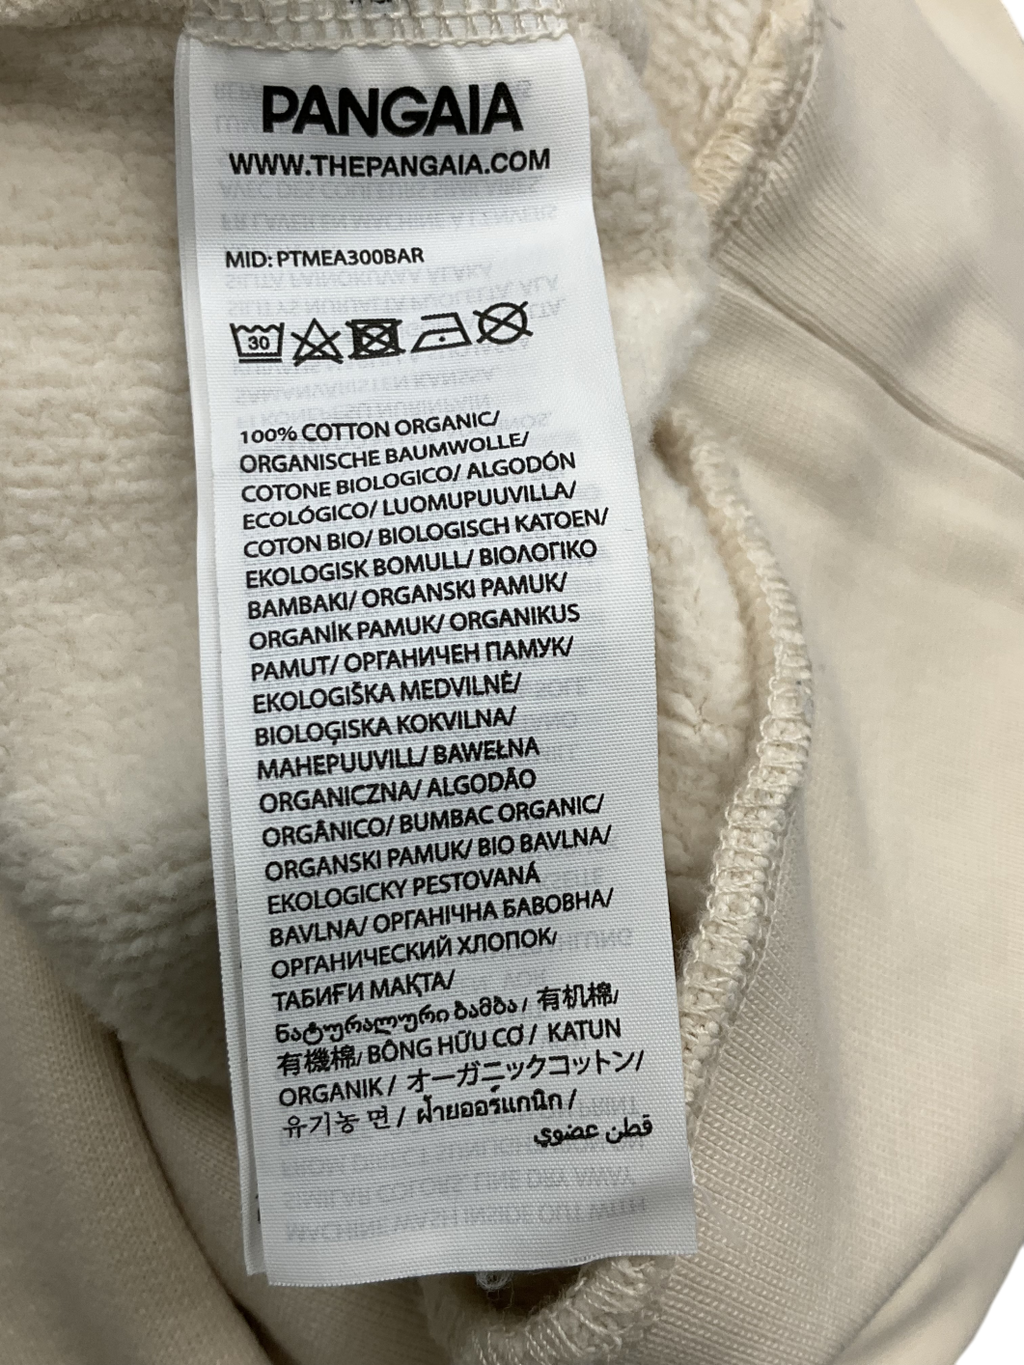 PANGAIA
WWW.THEPANGAIA.COM
MID: PTMEA300BAR
30
100% COTTON ORGANIC/
ORGANISCHE BAUMWOLLE/
COTONE BIOLOGICO/ ALGODÓN
ECOLÓGICO/ LUOMUPUUVILLA/
COTON BIO/ BIOLOGISCH KATOEN/
EKOLOGISK BOMULL/ ΒΙΟΛΟΓΙΚΟ
ΒΑΜΒΑΚΙ/ ORGANSKI PAMUK/
ORGANİK PAMUK/ ORGANIKUS
PAMUT/ ОРГАНИЧЕН ПАМУК/
EKOLOGIŠKA MEDVILNĖ/
BIOLOĢISKA KOKVILNA/
MAHEPUUVILL/ BAWEŁNA
ORGANICZNA/ ALGODÃO
ORGÂNICO/ BUMBAC ORGANIC/
ORGANSKI PAMUK/ BIO BAVLNA/
EKOLOGICKY PESTOVANÁ
BAVLNA/ ОРГАНІЧНА БАВОВНА/
ОРГАНИЧЕСКИЙ ХЛОПОК/
ТАБИҒИ МАҚТА/
ნატურალური ბამბა / 有机棉/
有機棉/ BÔNG HỮU CƠ / KATUN
ORGANIK / オーガニックコットン/
유기농 면 / ฝ้ายออร์แกนิก /
قطن عضوي